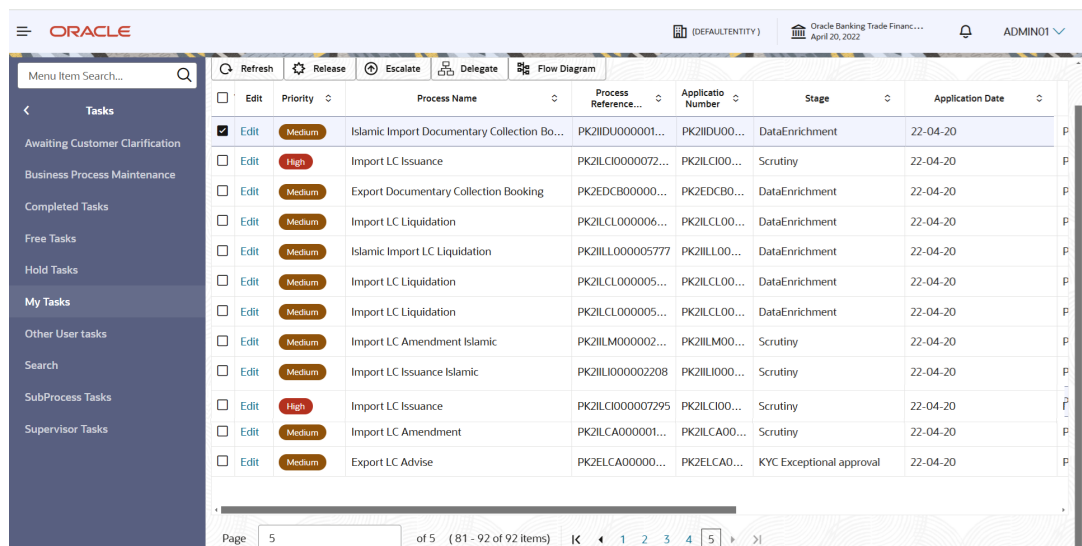 ORACLE
(DEFAULTENTITY)
Oracle Banking Trade Financ...
April 20, 2022
ADMIN01
Menu Item Search...
Tasks
Awaiting Customer Clarification
Business Process Maintenance
Completed Tasks
Free Tasks
Hold Tasks
My Tasks
Other User tasks
Search
SubProcess Tasks
Supervisor Tasks
Refresh Release Escalate Delegate Flow Diagram
Edit Priority Process Name Process Reference... Applicatio Number Stage Application Date
Edit Medium Islamic Import Documentary Collection Bo... PK2IIDU000001... PK2IIDU00... DataEnrichment 22-04-20 P
Edit High Import LC Issuance PK2ILCI0000072... PK2ILCI00... Scrutiny 22-04-20 P
Edit Medium Export Documentary Collection Booking PK2EDCB00000... PK2EDCB0... DataEnrichment 22-04-20 P
Edit Medium Import LC Liquidation PK2ILCL000006... PK2ILCL00... DataEnrichment 22-04-20 P
Edit Medium Islamic Import LC Liquidation PK2IILL000005777 PK2IILL00... DataEnrichment 22-04-20 P
Edit Medium Import LC Liquidation PK2ILCL000005... PK2ILCL00... DataEnrichment 22-04-20 P
Edit Medium Import LC Liquidation PK2ILCL000005... PK2ILCL00... DataEnrichment 22-04-20 P
Edit Medium Import LC Amendment Islamic PK2IILM000002... PK2IILM00... Scrutiny 22-04-20 P
Edit Medium Import LC Issuance Islamic PK2IILI000002208 PK2IILI000... Scrutiny 22-04-20 P
Edit High Import LC Issuance PK2ILCI000007295 PK2ILCI00... Scrutiny 22-04-20
Edit Medium Import LC Amendment PK2ILCA000001... PK2ILCA00... Scrutiny 22-04-20 P
Edit Medium Export LC Advise PK2ELCA00000... PK2ELCA0... KYC Exceptional approval 22-04-20 P
Page 5 of 5 (81 - 92 of 92 items) 1 2 3 4 5